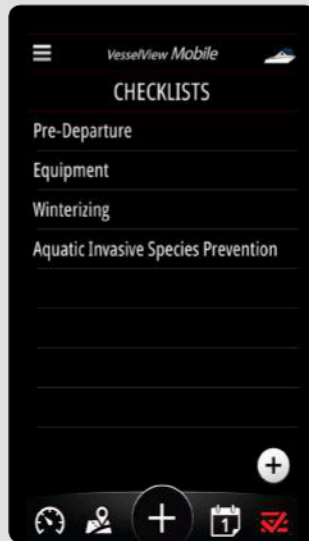 VesselView Mobile
CHECKLISTS
Pre-Departure
Equipment
Winterizing
Aquatic Invasive Species Prevention
1